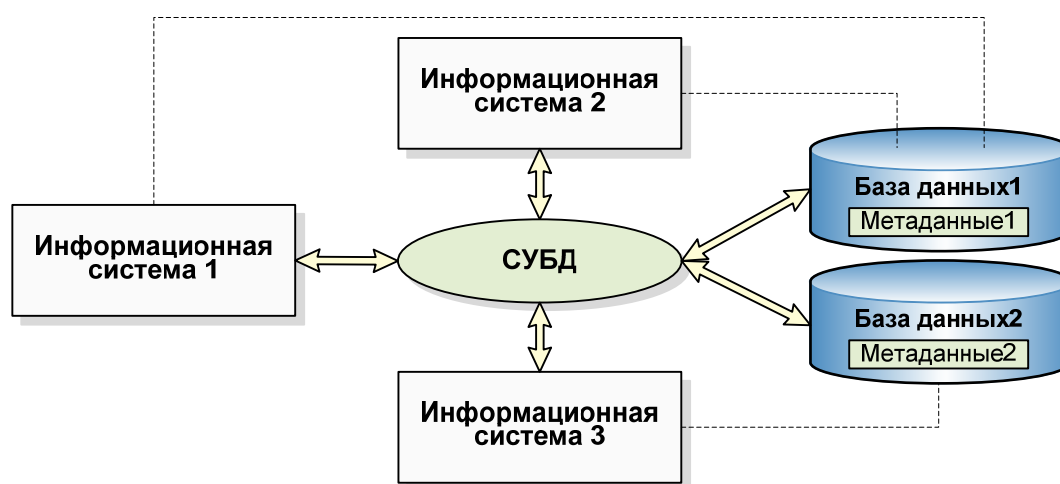 Информационная
система 2
База данных1
Метаданные1
Информационная
система 1
СУБД
База данных2
Метаданные2
Информационная
система 3